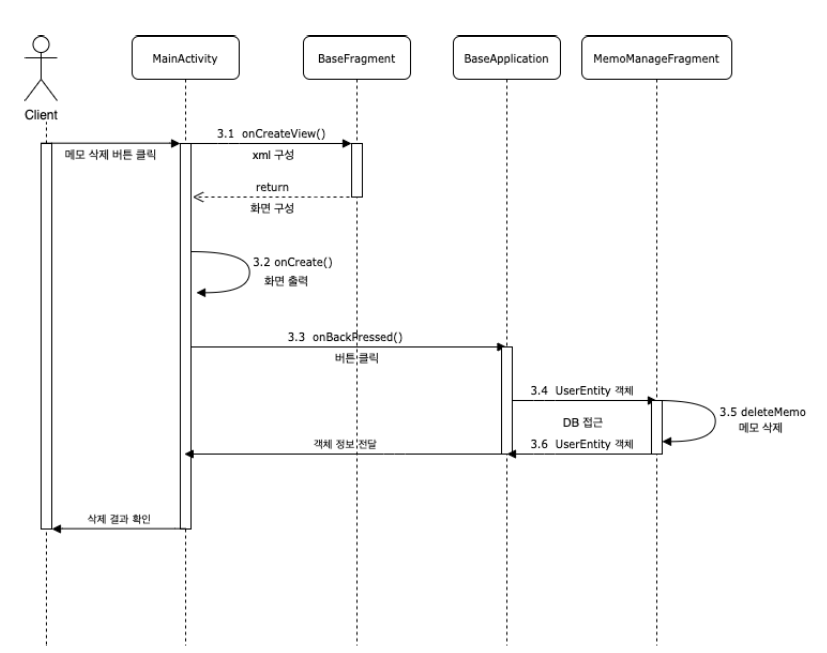 MainActivity
BaseFragment
BaseApplication
MemoManageFragment
Client
3.1 onCreateView()
메모 삭제 버튼 클릭
xml 구성
return
화면 구성
3.2 onCreate()
화면 출력
3.3 onBackPressed()
버튼 클릭
3.4 UserEntity 객체
3.5 deleteMemo
DB 접근
메모 삭제
객체 정보 전달
3.6 UserEntity 객체
삭제 결과 확인